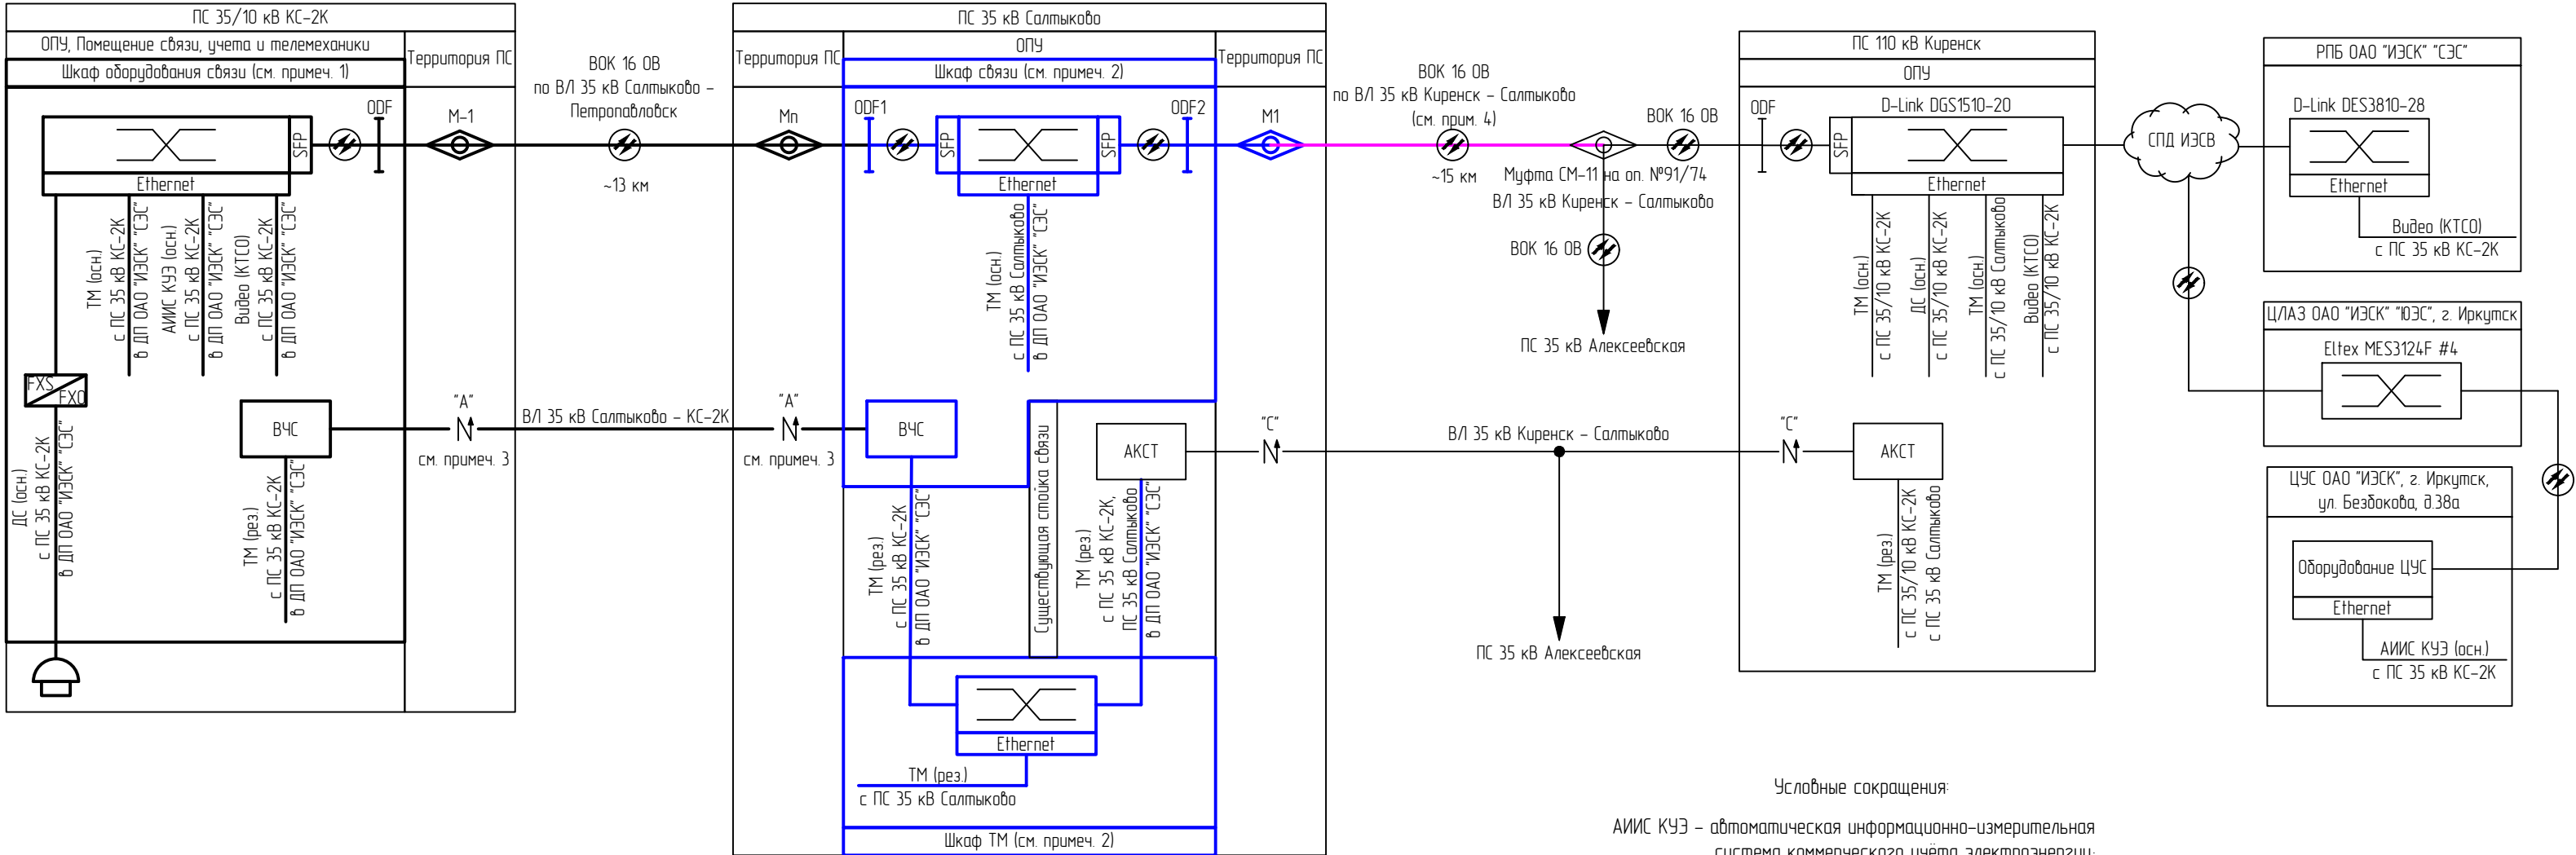 ПС 35/10 кВ КС-2К
ОПУ, Помещение связи, учета и телемеханики
Территория ПС
Шкаф оборудования связи (см. примеч. 1)
SFP
ODF
М-1
Ethernet
ТМ (осн.)
с ПС 35 кВ КС-2К
в ДП ОАО "ИЭСК" "СЭС"
АИИС КУЭ (осн.)
с ПС 35 кВ КС-2К
в ДП ОАО "ИЭСК" "СЭС"
Видео (КТСО)
с ПС 35 кВ КС-2К
в ДП ОАО "ИЭСК" "СЭС"
FXS
FXO
ДС (осн.)
с ПС 35 кВ КС-2К
в ДП ОАО "ИЭСК" "СЭС"
ВЧС
ТМ (рез.)
с ПС 35 кВ КС-2К
в ДП ОАО "ИЭСК" "СЭС"
"А"
см. примеч. 3
ВОК 16 ОВ
по ВЛ 35 кВ Салтыково -
Петропавловск
~13 км
ВЛ 35 кВ Салтыково - КС-2К
ПС 35 кВ Салтыково
Территория ПС
ОПУ
Территория ПС
Шкаф связи (см. примеч. 2)
Мп
ODF1
SFP
SFP
ODF2
М1
Ethernet
ТМ (осн.)
с ПС 35 кВ Салтыково
в ДП ОАО "ИЭСК" "СЭС"
"А"
см. примеч. 3
ВЧС
Существующая стойка связи
АКСТ
"С"
ТМ (рез.)
с ПС 35 кВ КС-2К
в ДП ОАО "ИЭСК" "СЭС"
ТМ (рез.)
с ПС 35 кВ КС-2К,
ПС 35 кВ Салтыково
в ДП ОАО "ИЭСК" "СЭС"
Ethernet
ТМ (рез.)
с ПС 35 кВ Салтыково
Шкаф ТМ (см. примеч. 2)
ВОК 16 ОВ
по ВЛ 35 кВ Киренск - Салтыково
(см. прим. 4)
~15 км
ВОК 16 ОВ
Муфта СМ-11 на оп. №91/74
ВЛ 35 кВ Киренск - Салтыково
ВОК 16 ОВ
ПС 35 кВ Алексеевская
ВЛ 35 кВ Киренск - Салтыково
ПС 35 кВ Алексеевская
ПС 110 кВ Киренск
ОПУ
ODF
D-Link DGS1510-20
SFP
Ethernet
ТМ (осн.)
с ПС 35/10 кВ КС-2К
ДС (осн.)
с ПС 35/10 кВ КС-2К
ТМ (осн.)
с ПС 35/10 кВ Салтыково
Видео (КТСО)
с ПС 35/10 кВ КС-2К
"С"
АКСТ
ТМ (рез.)
с ПС 35/10 кВ КС-2К
с ПС 35 кВ Салтыково
СПД ИЭСВ
РПБ ОАО "ИЭСК" "СЭС"
D-Link DES3810-28
Ethernet
Видео (КТСО)
с ПС 35 кВ КС-2К
ЦЛАЗ ОАО "ИЭСК" "ЮЭС", г. Иркутск
Eltex MES3124F #4
ЦУС ОАО "ИЭСК", г. Иркутск,
ул. Безбокова, д.38а
Оборудование ЦУС
Ethernet
АИИС КУЭ (осн.)
с ПС 35 кВ КС-2К
Условные сокращения:
АИИС КУЭ - автоматическая информационно-измерительная
система коммерческого учёта электроэнергии;